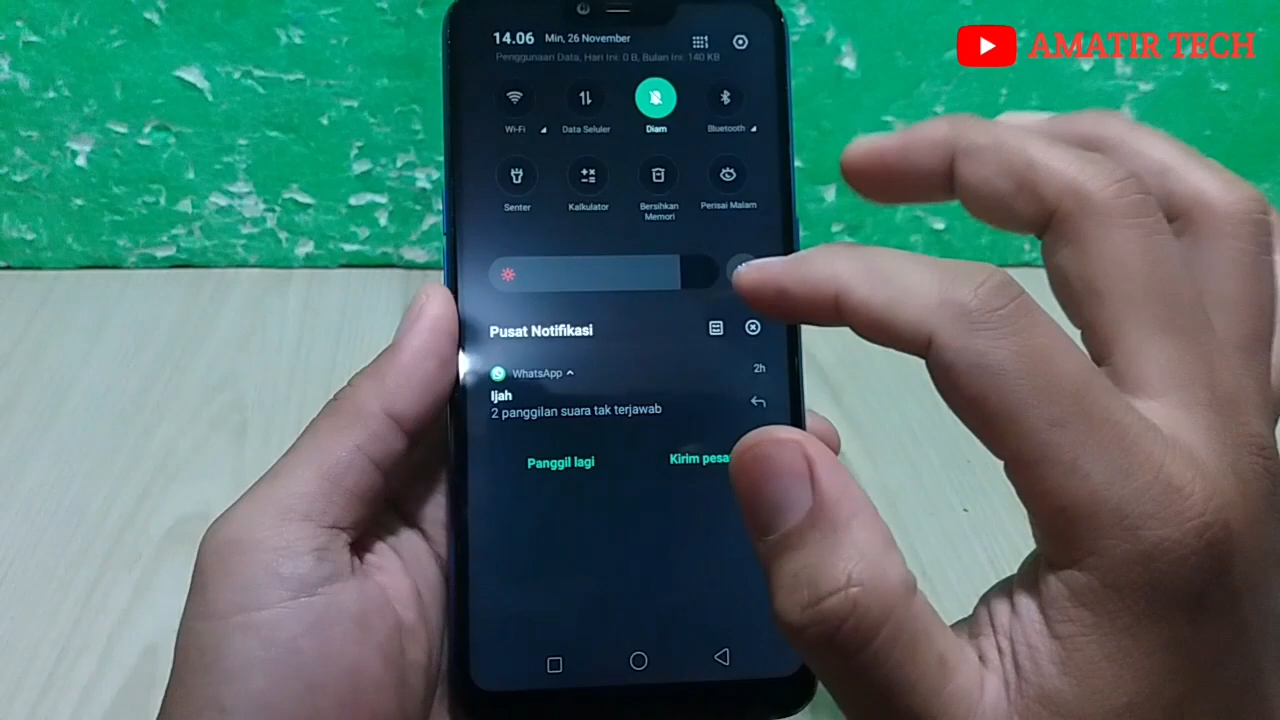 AMATIR TECH
14.06 Min, 26 November
Penggunaan Data, Hari Ini: 0 B, Bulan Ini: 140 KB
Wi-Fi Data Seluler Diam Bluetooth
Senter Kalkulator Bersihkan Memori Perisai Malam
Pusat Notifikasi
WhatsApp 2h
Ijah
2 panggilan suara tak terjawab
Panggil lagi Kirim